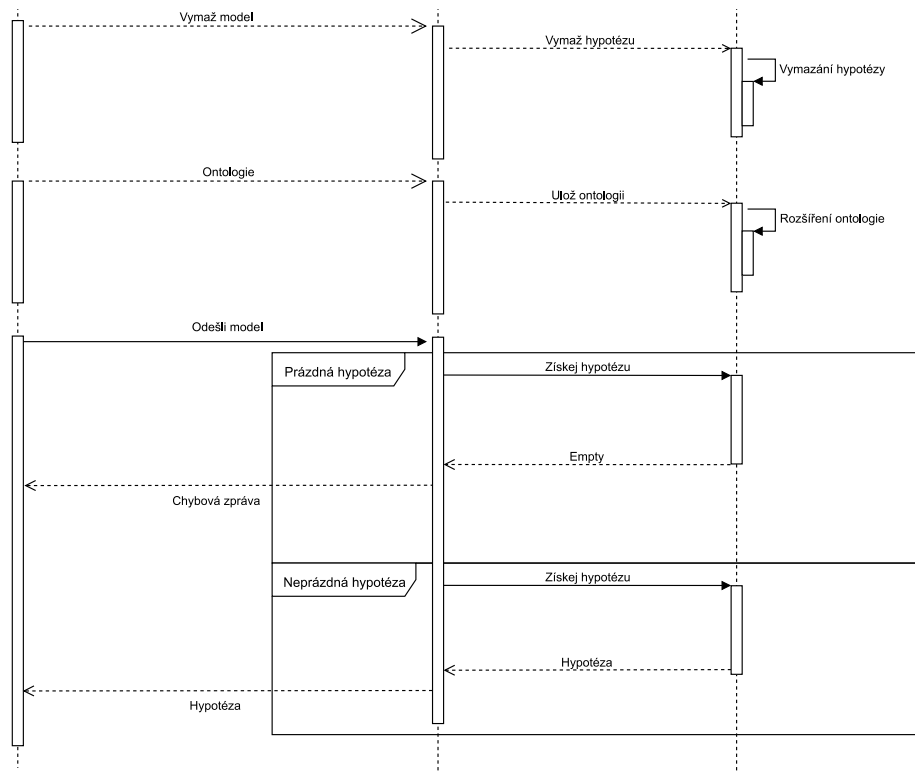 Vymaž model
Vymaž hypotézu
Vymazání hypotézy
Ontologie
Ulož ontologii
Rozšíření ontologie
Odešli model
Prázdná hypotéza
Získej hypotézu
Empty
Chybová zpráva
Neprázdná hypotéza
Získej hypotézu
Hypotéza
Hypotéza